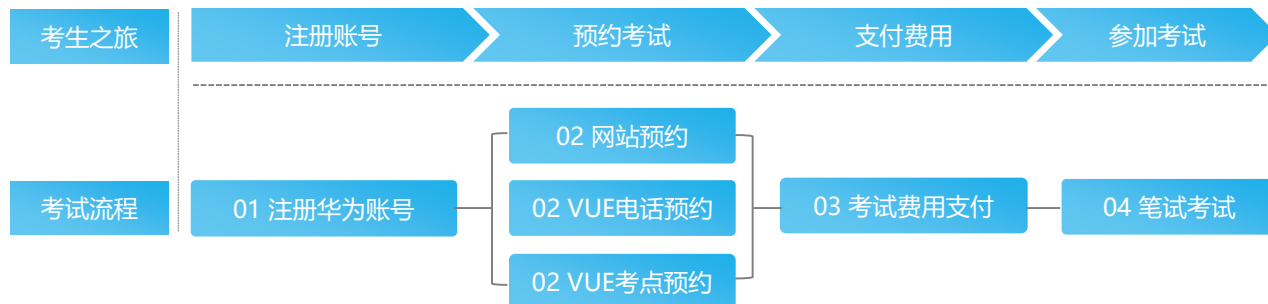 考生之旅
注册账号
预约考试
支付费用
参加考试
考试流程
01 注册华为账号
02 网站预约
02 VUE电话预约
02 VUE考点预约
03 考试费用支付
04 笔试考试